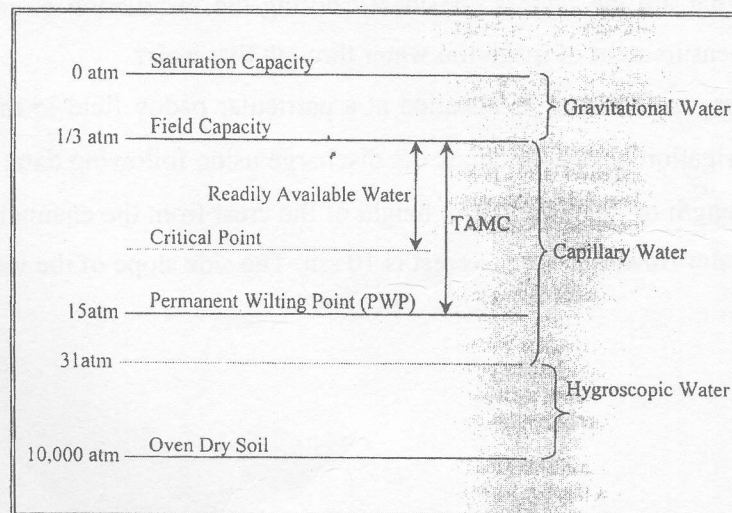 0 atm Saturation Capacity
Gravitational Water
1/3 atm Field Capacity
Readily Available Water
TAMC
Critical Point
Capillary Water
Permanent Wilting Point (PWP)
15atm
31atm
Hygroscopic Water
Oven Dry Soil
10,000 atm